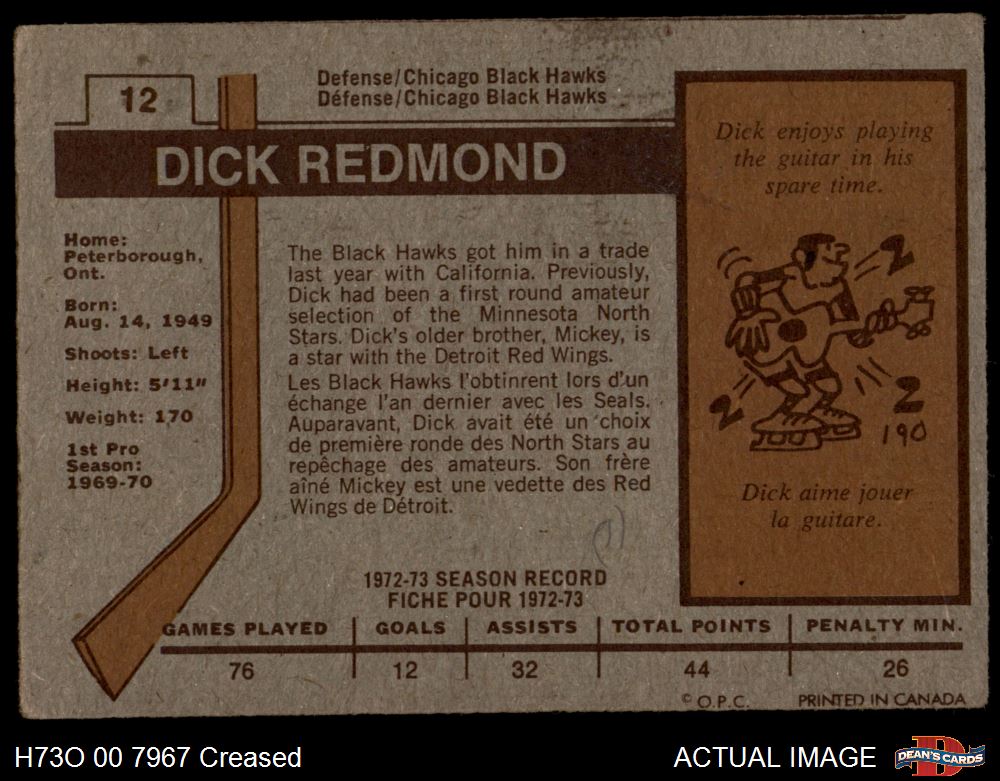 12
Defense/Chicago Black Hawks
Défense/Chicago Black Hawks
DICK REDMOND
Home:
Peterborough,
Ont.
Born:
Aug. 14, 1949
Shoots: Left
Height: 5'11"
Weight: 170
1st Pro
Season:
1969-70
The Black Hawks got him in a trade
last year with California. Previously,
Dick had been a first round amateur
selection of the Minnesota North
Stars. Dick's older brother, Mickey, is
a star with the Detroit Red Wings.
Les Black Hawks l'obtinrent lors d'un
échange l'an dernier avec les Seals.
Auparavant, Dick avait été un choix
de première ronde des North Stars au
repêchage des amateurs. Son frère
aîné Mickey est une vedette des Red
Wings de Détroit.
Dick enjoys playing
the guitar in his
spare time.
190
Dick aime jouer
la guitare.
1972-73 SEASON RECORD
FICHE POUR 1972-73
GAMES PLAYED GOALS ASSISTS TOTAL POINTS PENALTY MIN.
76 12 32 44 26
© O.P.C. PRINTED IN CANADA
H73O 00 7967 Creased
ACTUAL IMAGE
DEAN'S CARDS